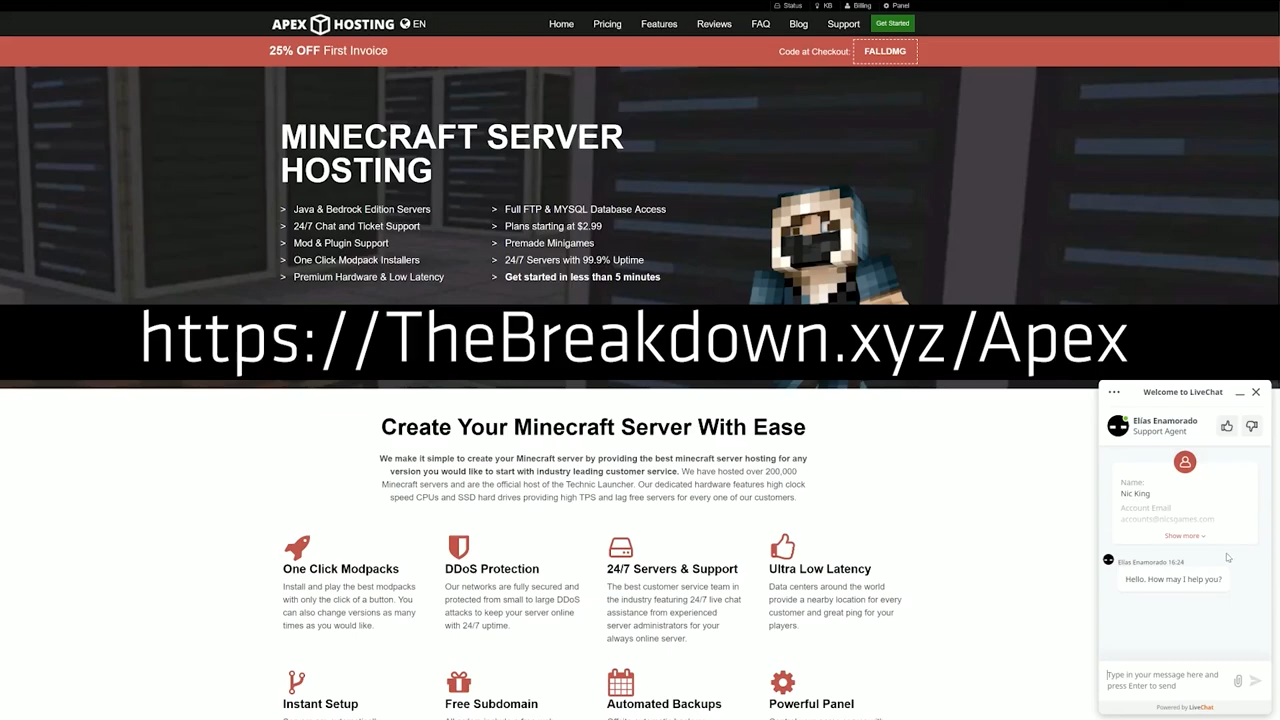 Status KB Billing Panel
APEX HOSTING EN Home Pricing Features Reviews FAQ Blog Support Get Started
25% OFF First Invoice Code at Checkout: FALLDMG
MINECRAFT SERVER
HOSTING
> Java & Bedrock Edition Servers
> 24/7 Chat and Ticket Support
> Mod & Plugin Support
> One Click Modpack Installers
> Premium Hardware & Low Latency
> Full FTP & MYSQL Database Access
> Plans starting at $2.99
> Premade Minigames
> 24/7 Servers with 99.9% Uptime
> Get started in less than 5 minutes
https://TheBreakdown.xyz/Apex
Create Your Minecraft Server With Ease
We make it simple to create your Minecraft server by providing the best minecraft server hosting for any
version you would like to start with industry leading customer service. We have hosted over 200,000
Minecraft servers and are the official host of the Technic Launcher. Our dedicated hardware features high clock
speed CPUs and SSD hard drives providing high TPS and lag free servers for every one of our customers.
One Click Modpacks
Install and play the best modpacks
with only the click of a button. You
can also change versions as many
times as you would like.
DDoS Protection
Our networks are fully secured and
protected from small to large DDoS
attacks to keep your server online
with 24/7 uptime.
24/7 Servers & Support
The best customer service team in
the industry featuring 24/7 live chat
assistance from experienced
server administrators for your
always online server.
Ultra Low Latency
Data centers around the world
provide a nearby location for every
customer and great ping for your
players.
Instant Setup
Free Subdomain
Automated Backups
Powerful Panel
Welcome to LiveChat
Elías Enamorado
Support Agent
Name:
Nic King
Account Email
accounts@nicsgames.com
Show more
Elías Enamorado 16:24
Hello. How may I help you?
Type in your message here and
press Enter to send
Powered by LiveChat